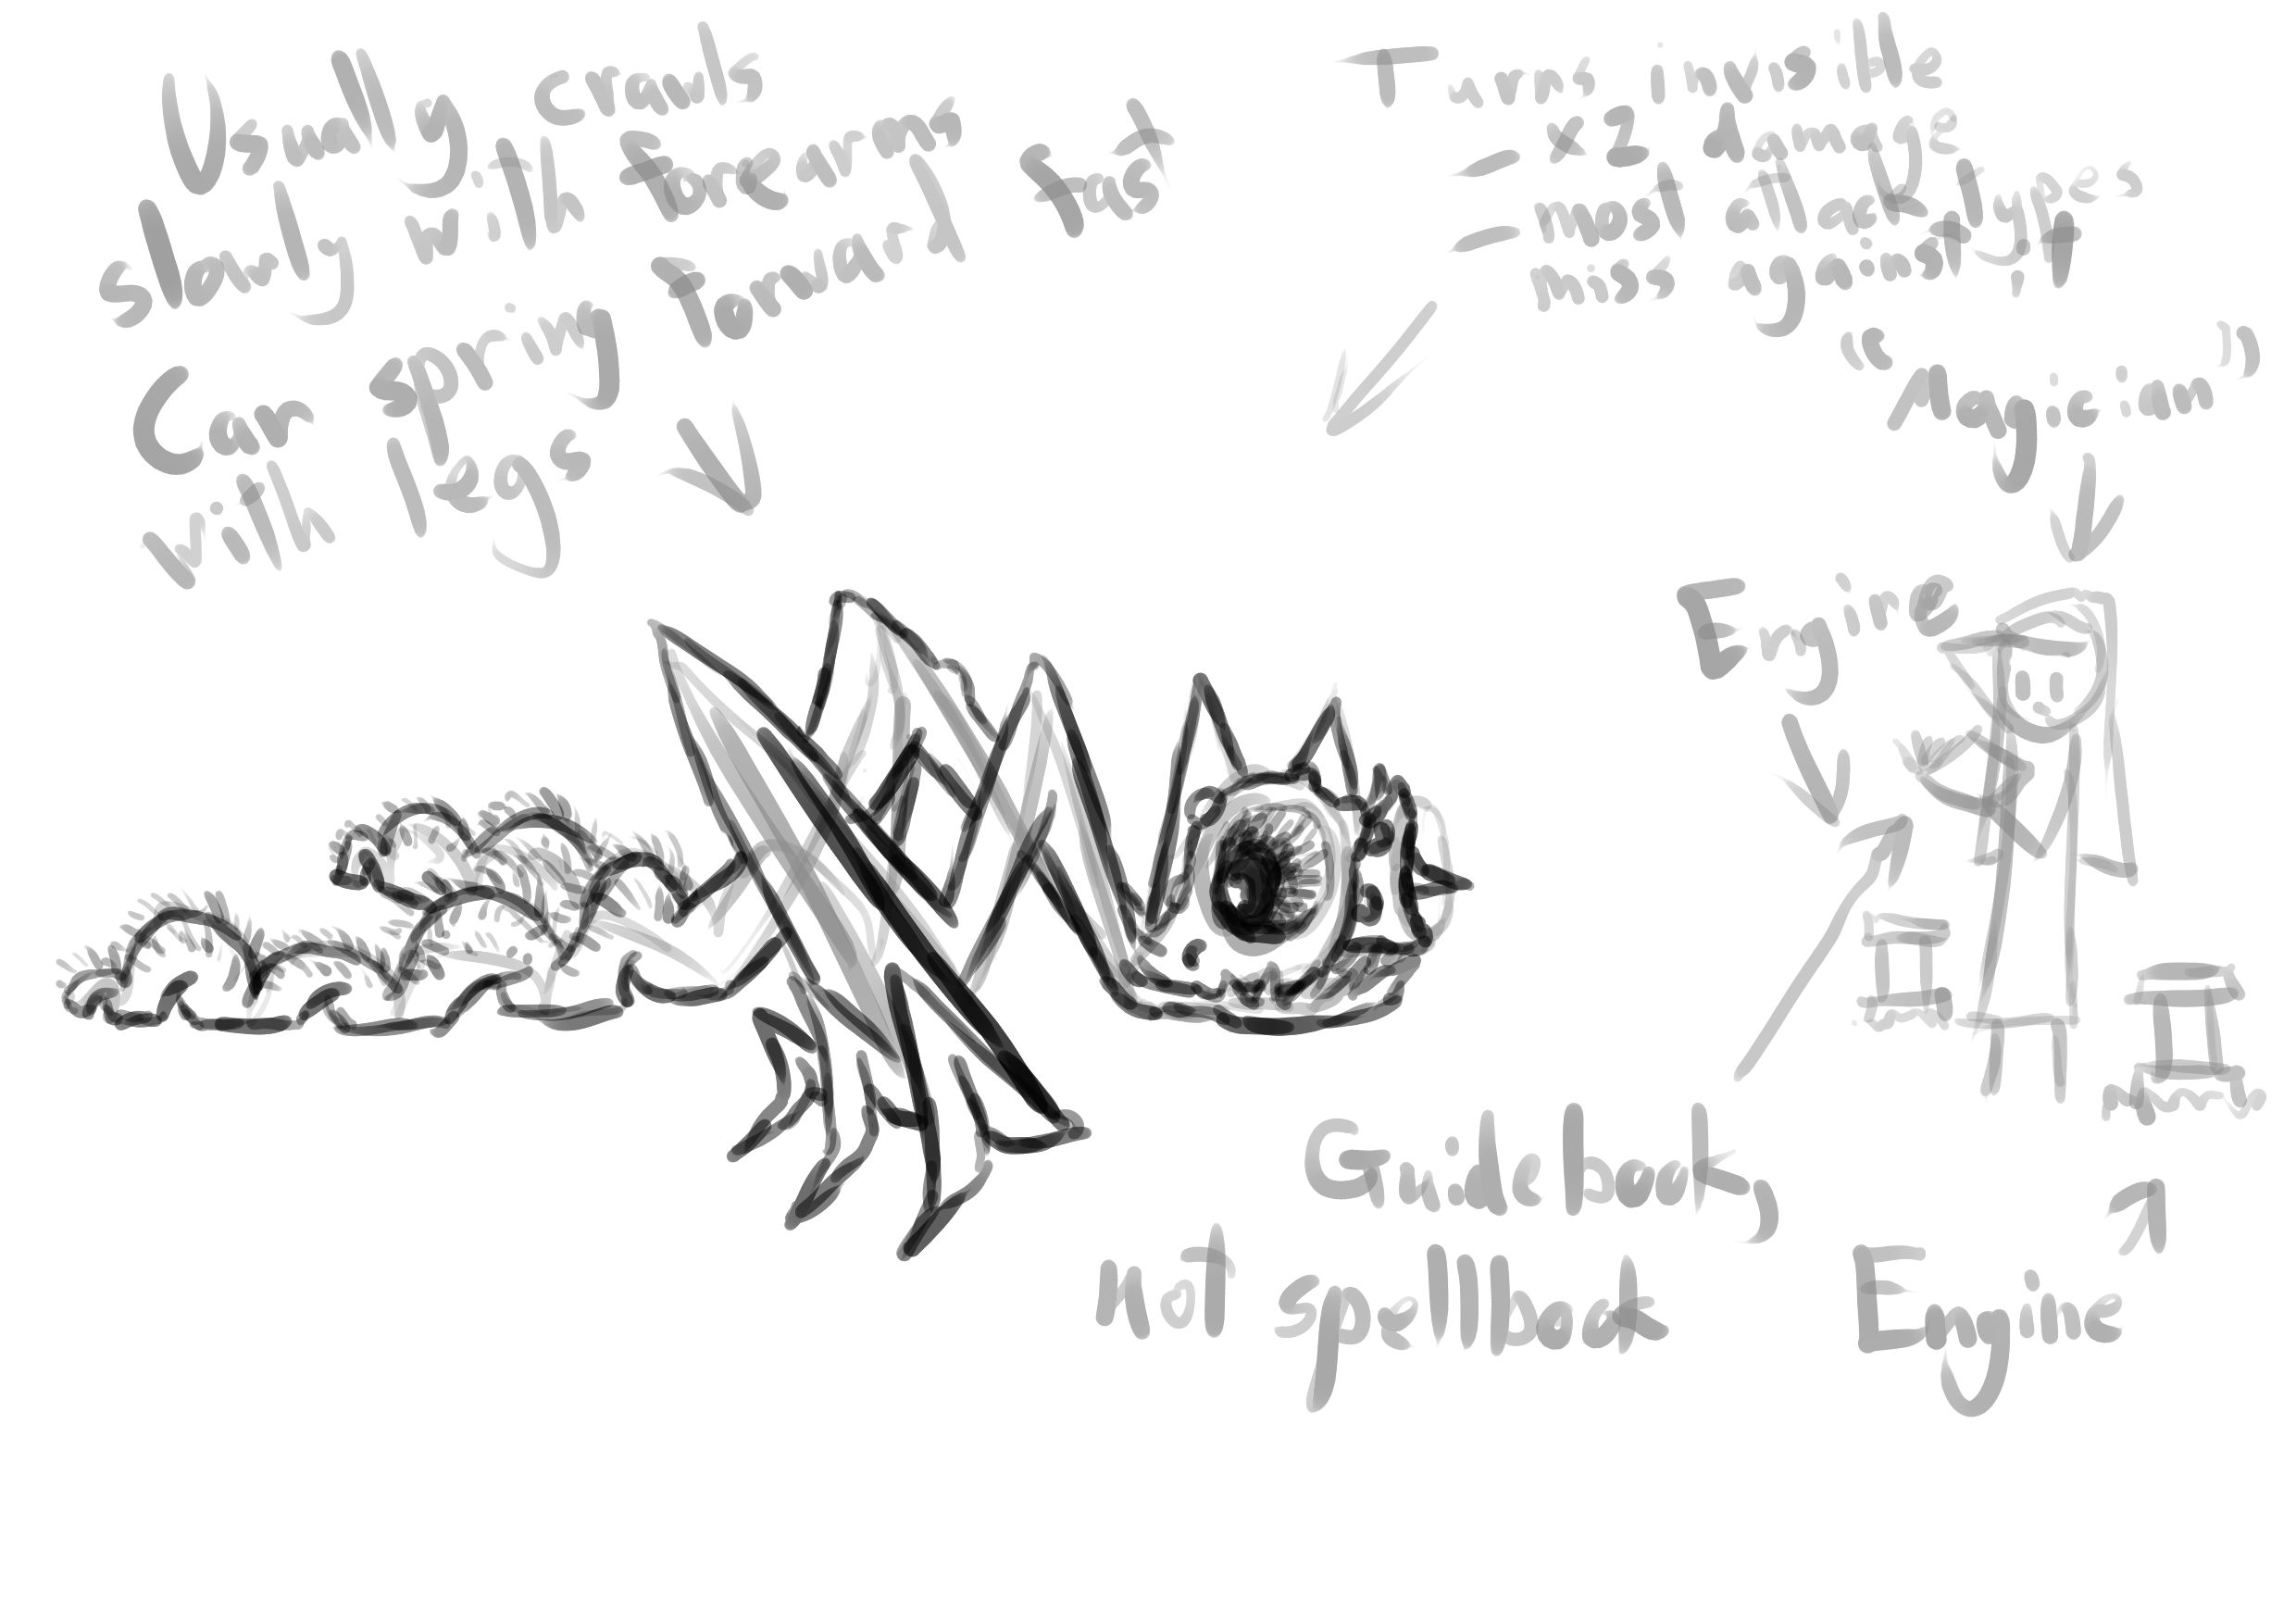 Usually crawls
slowly with forearms
Can spring forward fast
with legs
Turns invisible
= x2 damage
= most attack types
miss against it
"Magician"
Engine
Guidebook,
not spellbook
Engine